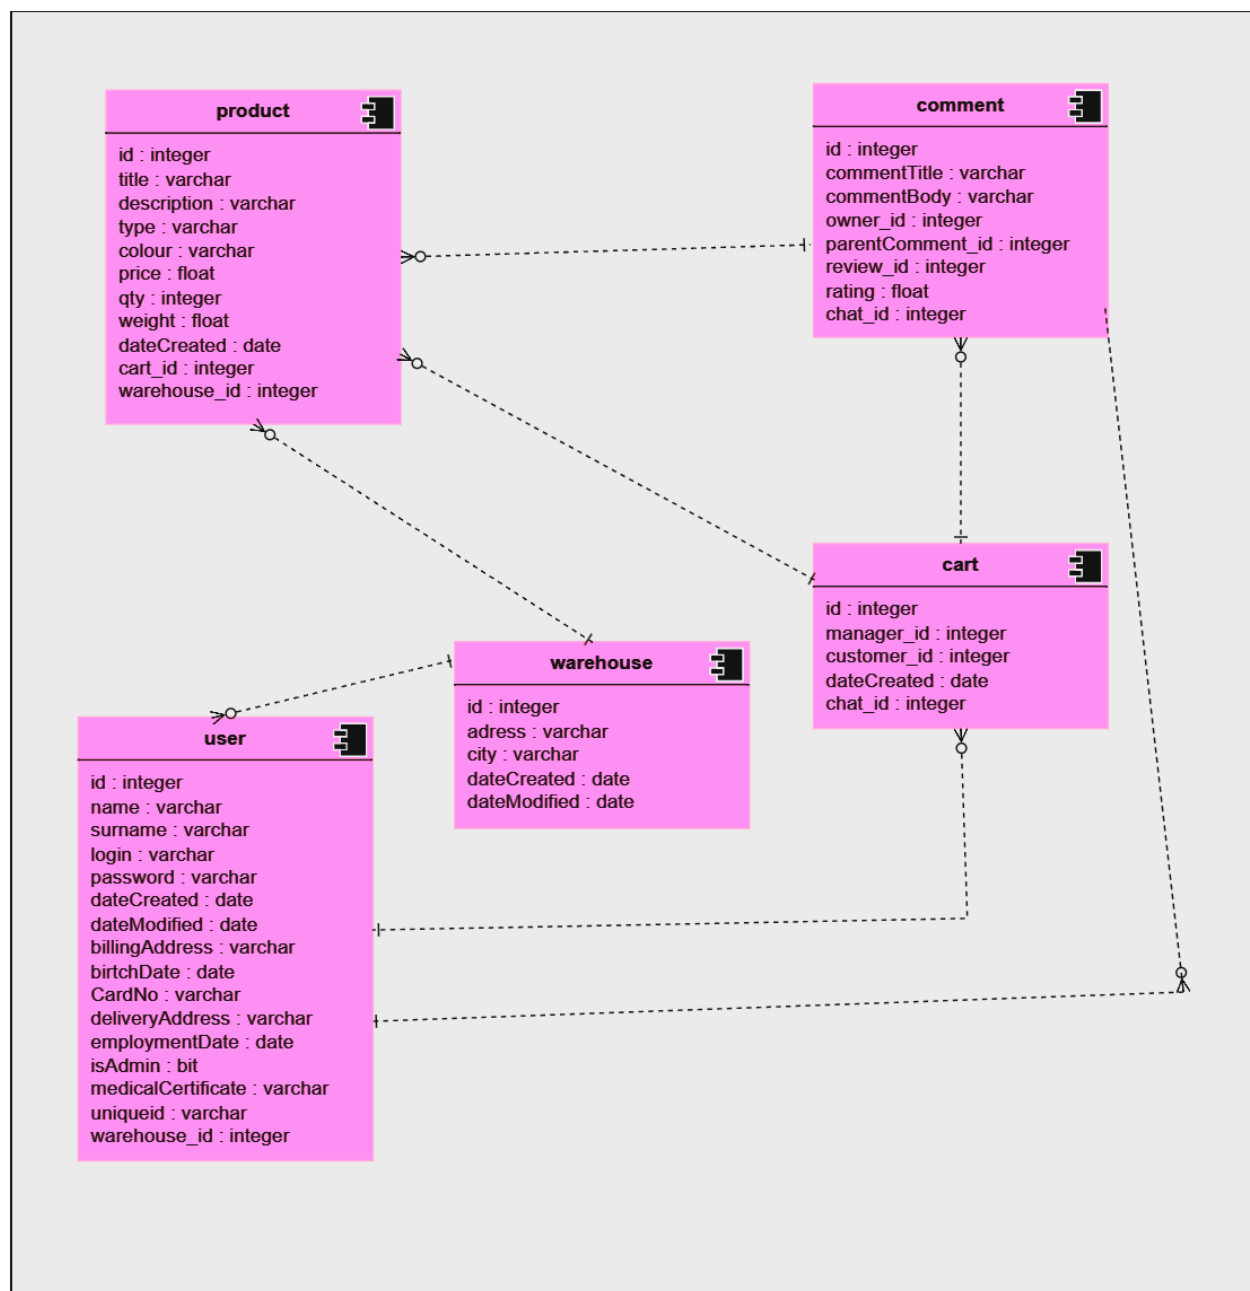 product
id : integer
title : varchar
description : varchar
type : varchar
colour : varchar
price : float
qty : integer
weight : float
dateCreated : date
cart_id : integer
warehouse_id : integer
comment
id : integer
commentTitle : varchar
commentBody : varchar
owner_id : integer
parentComment_id : integer
review_id : integer
rating : float
chat_id : integer
cart
id : integer
manager_id : integer
customer_id : integer
dateCreated : date
chat_id : integer
warehouse
id : integer
adress : varchar
city : varchar
dateCreated : date
dateModified : date
user
id : integer
name : varchar
surname : varchar
login : varchar
password : varchar
dateCreated : date
dateModified : date
billingAddress : varchar
birtchDate : date
CardNo : varchar
deliveryAddress : varchar
employmentDate : date
isAdmin : bit
medicalCertificate : varchar
uniqueid : varchar
warehouse_id : integer